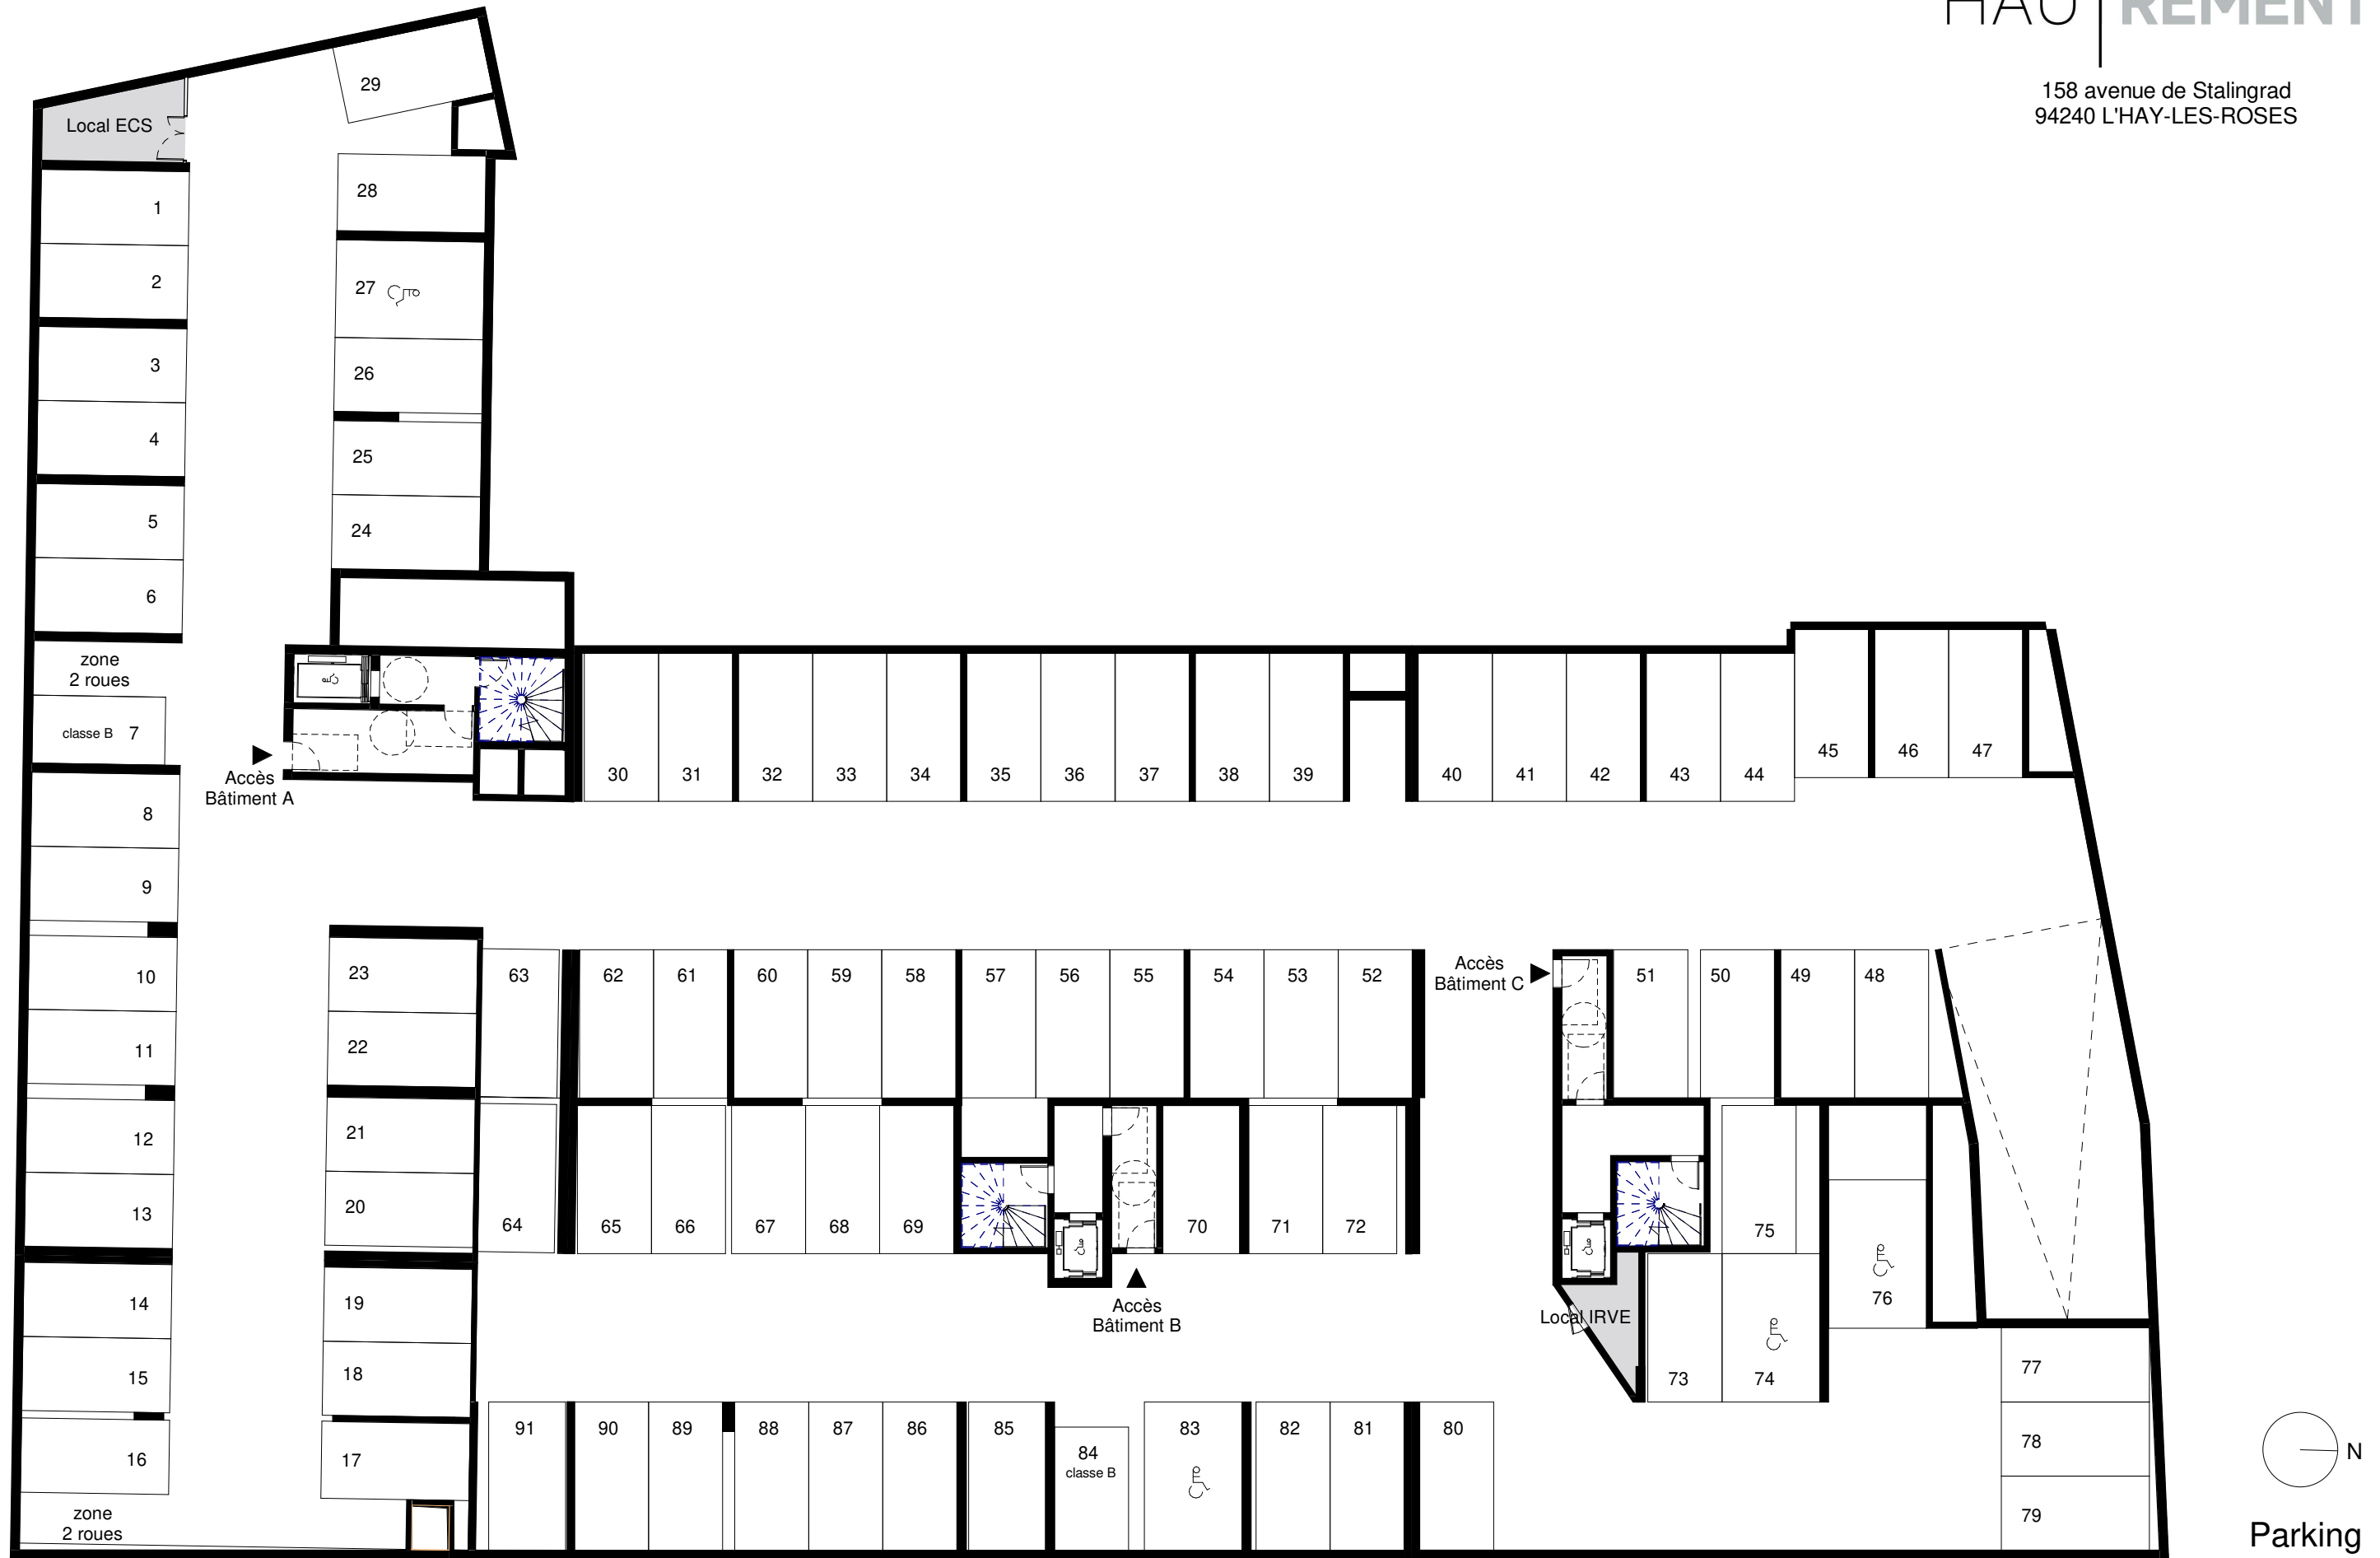 HAU REMENT
158 avenue de Stalingrad
94240 L'HAY-LES-ROSES
29
Local ECS
28
1
2
27
3
26
4
25
5
24
6
zone
2 roues
classe B 7
Accès
Bâtiment A
30 31 32 33 34 35 36 37 38 39 40 41 42 43 44 45 46 47
8
9
10
11
12
13
14
15
16
zone
2 roues
23
22
21
20
19
18
17
63 62 61 60 59 58 57 56 55 54 53 52
Accès
Bâtiment C
51 50 49 48
64 65 66 67 68 69 70 71 72
75
76
Accès
Bâtiment B
Local IRVE
73 74
77
78
79
91 90 89 88 87 86 85
84
classe B
83 82 81 80
N
Parking